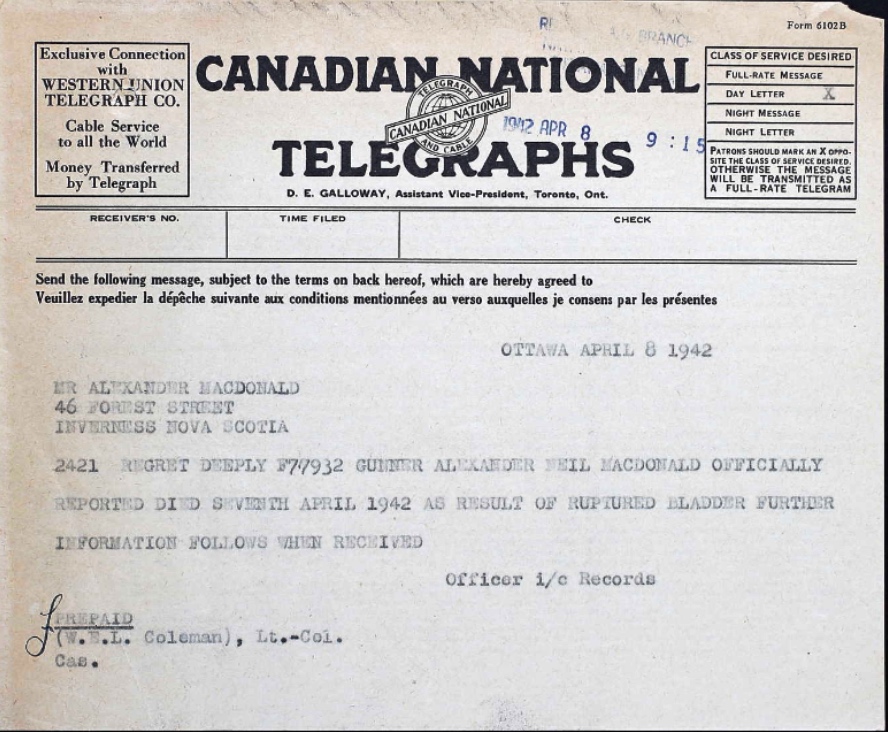 Form 6102B
Exclusive Connection
with
WESTERN UNION
TELEGRAPH CO.
Cable Service
to all the World
Money Transferred
by Telegraph
CANADIAN NATIONAL
TELEGRAPH
CANADIAN NATIONAL
AND CABLE
TELEGRAPHS
D. E. GALLOWAY, Assistant Vice-President, Toronto, Ont.
BRANCH
1942 APR 8 9:15
CLASS OF SERVICE DESIRED
FULL-RATE MESSAGE
DAY LETTER X
NIGHT MESSAGE
NIGHT LETTER
PATRONS SHOULD MARK AN X OPPO-
SITE THE CLASS OF SERVICE DESIRED.
OTHERWISE THE MESSAGE
WILL BE TRANSMITTED AS
A FULL-RATE TELEGRAM
RECEIVER'S NO. TIME FILED CHECK
Send the following message, subject to the terms on back hereof, which are hereby agreed to
Veuillez expedier la dépêche suivante aux conditions mentionnées au verso auxquelles je consens par les présentes
OTTAWA APRIL 8 1942
MR ALEXANDER MACDONALD
46 FOREST STREET
INVERNESS NOVA SCOTIA
2421 REGRET DEEPLY F77932 GUNNER ALEXANDER NEIL MACDONALD OFFICIALLY
REPORTED DIED SEVENTH APRIL 1942 AS RESULT OF RUPTURED BLADDER FURTHER
INFORMATION FOLLOWS WHEN RECEIVED
Officer i/c Records
PREPAID
(W.E.L. Coleman), Lt.-Col.
Cas.